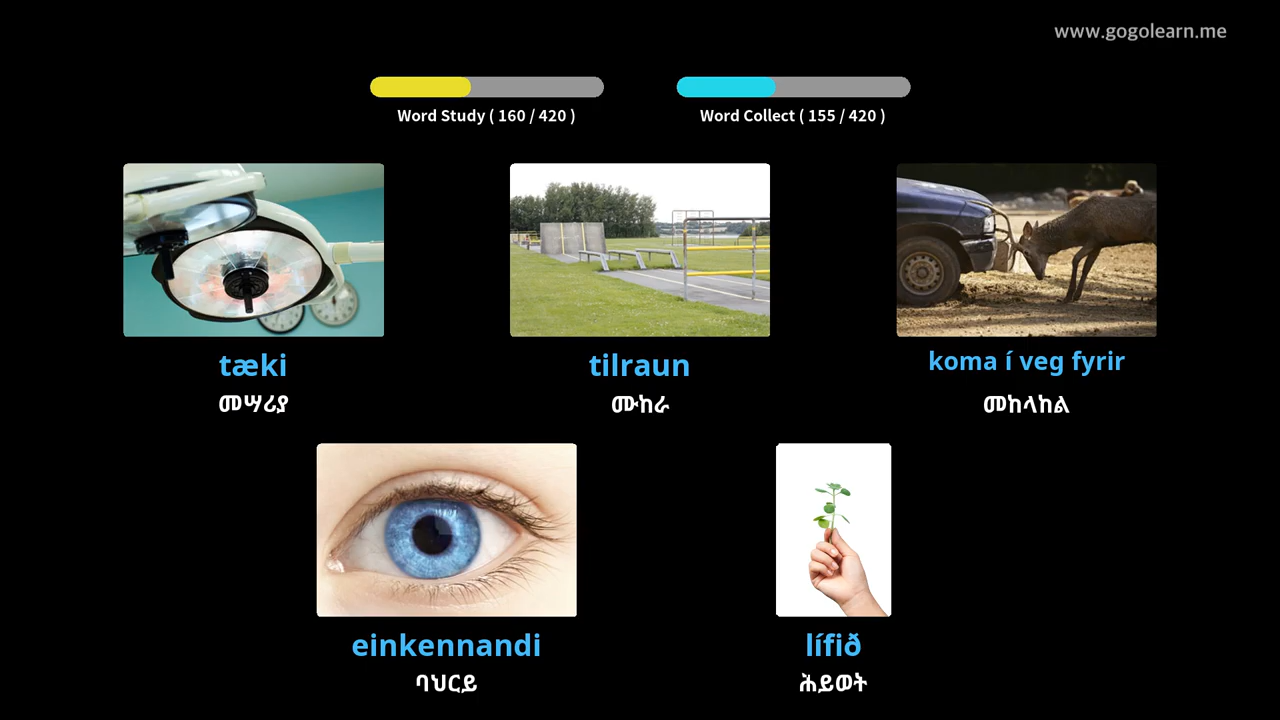 www.gogolearn.me
Word Study ( 160 / 420 )
Word Collect ( 155 / 420 )
tæki
መሣሪያ
tilraun
ሙከራ
koma í veg fyrir
መከላከል
einkennandi
ባህርይ
lífið
ሕይወት